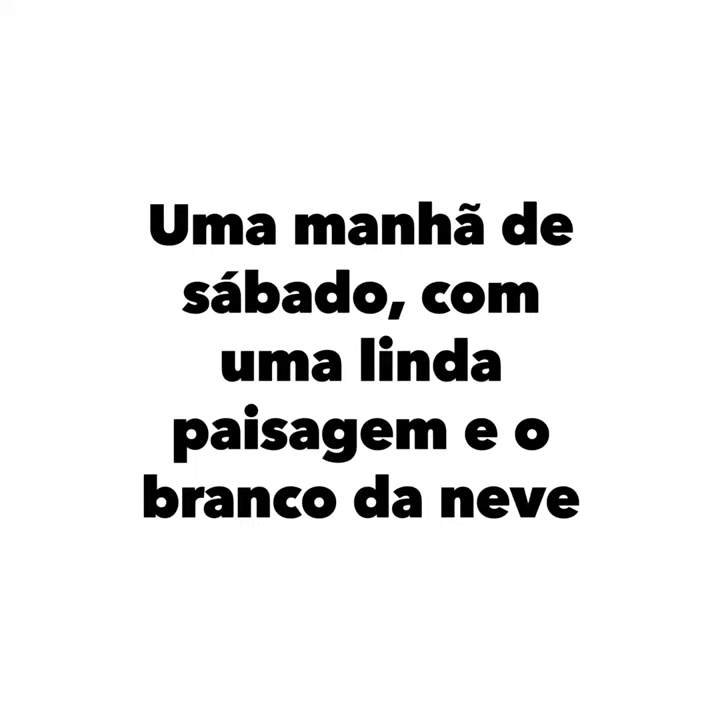 Uma manhã de
sábado, com
uma linda
paisagem e o
branco da neve